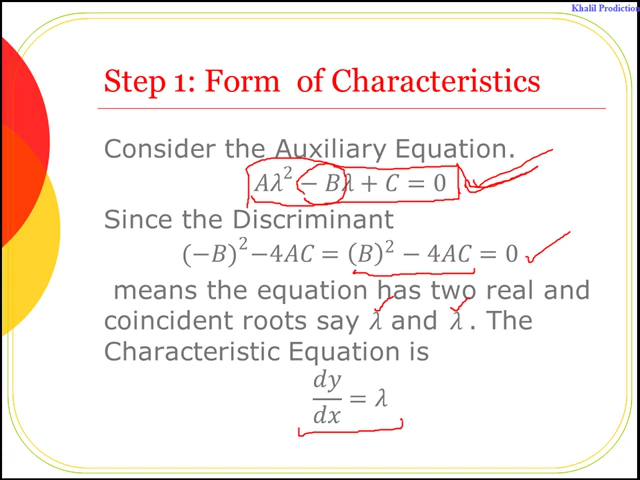 Khalil Prodiction
Step 1: Form of Characteristics
Consider the Auxiliary Equation.
Aλ² − Bλ + C = 0
Since the Discriminant
(−B)² −4AC = (B)² − 4AC = 0
means the equation has two real and
coincident roots say λ and λ . The
Characteristic Equation is
dy
dx = λ